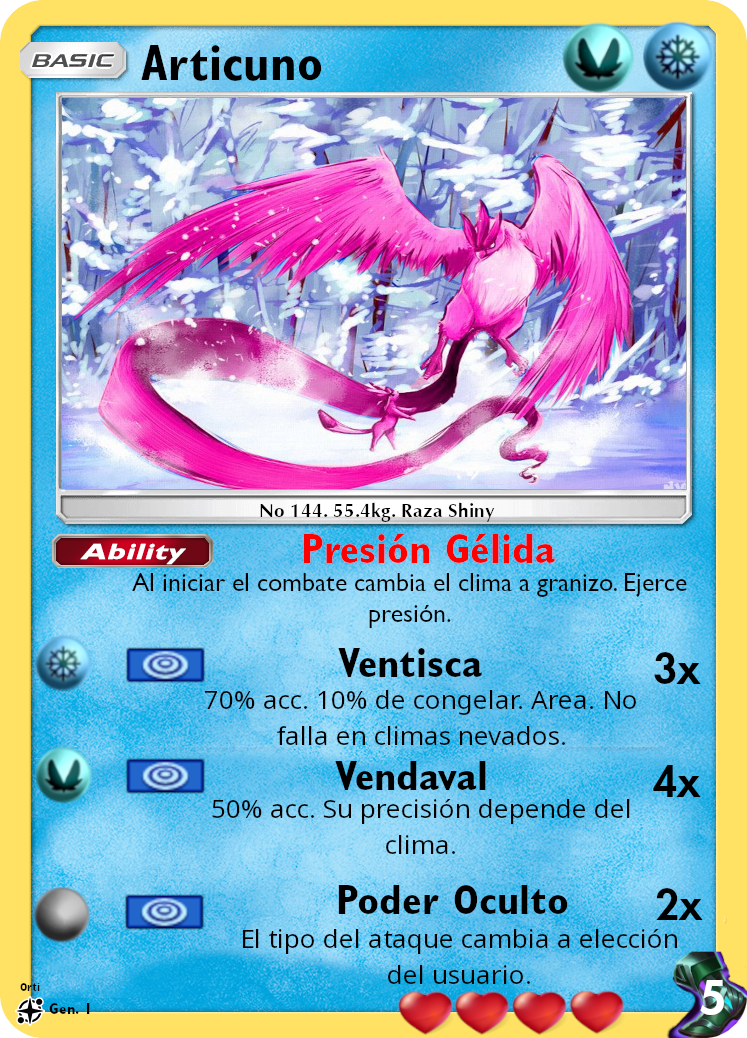 BASIC
Articuno
No 144. 55.4kg. Raza Shiny
Ability
Presión Gélida
Al iniciar el combate cambia el clima a granizo. Ejerce
presión.
Ventisca
3x
70% acc. 10% de congelar. Area. No
falla en climas nevados.
Vendaval
4x
50% acc. Su precisión depende del
clima.
Poder Oculto
2x
El tipo del ataque cambia a elección
del usuario.
Orti
Gen. 1
5